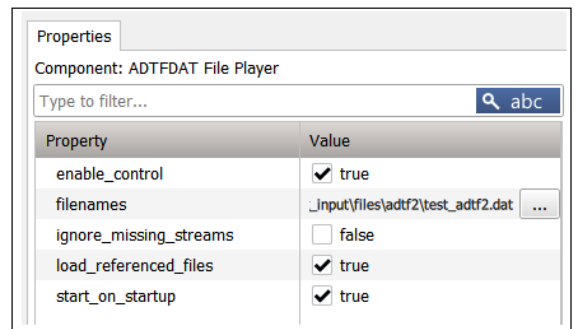 Properties
Component: ADTFDAT File Player
Type to filter... abc
Property Value
enable_control true
filenames _input\files\adtf2\test_adtf2.dat ...
ignore_missing_streams false
load_referenced_files true
start_on_startup true